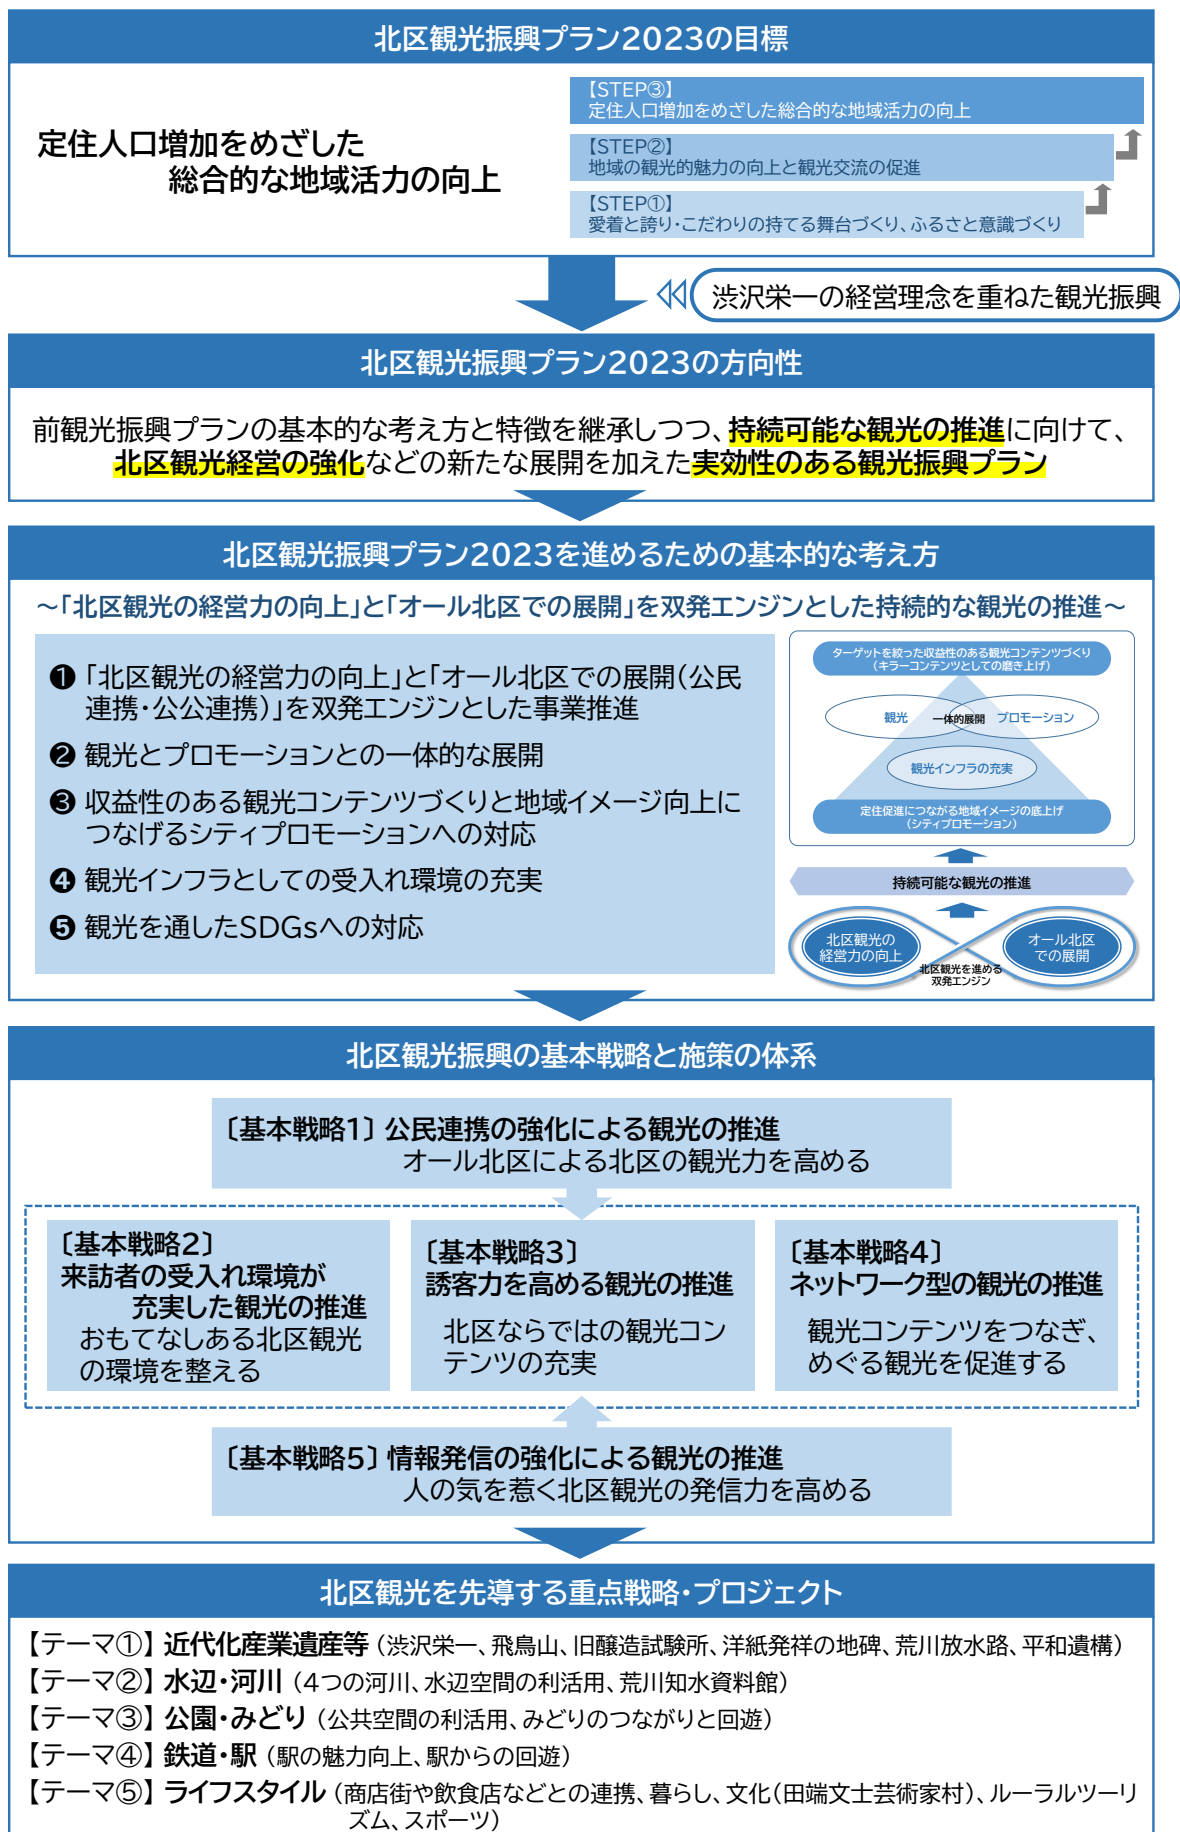 北区観光振興プラン2023の目標
定住人口増加をめざした
総合的な地域活力の向上
【STEP③】
定住人口増加をめざした総合的な地域活力の向上
【STEP②】
地域の観光的魅力の向上と観光交流の促進
【STEP①】
愛着と誇り・こだわりの持てる舞台づくり、ふるさと意識づくり
渋沢栄一の経営理念を重ねた観光振興
北区観光振興プラン2023の方向性
前観光振興プランの基本的な考え方と特徴を継承しつつ、持続可能な観光の推進に向けて、
北区観光経営の強化などの新たな展開を加えた実効性のある観光振興プラン
北区観光振興プラン2023を進めるための基本的な考え方
～「北区観光の経営力の向上」と「オール北区での展開」を双発エンジンとした持続的な観光の推進～
❶「北区観光の経営力の向上」と「オール北区での展開（公民
連携・公公連携）」を双発エンジンとした事業推進
❷ 観光とプロモーションとの一体的な展開
❸ 収益性のある観光コンテンツづくりと地域イメージ向上に
つなげるシティプロモーションへの対応
❹ 観光インフラとしての受入れ環境の充実
❺ 観光を通したSDGsへの対応
ターゲットを絞った収益性のある観光コンテンツづくり
（キラーコンテンツとしての磨き上げ）
観光 一体的展開 プロモーション
観光インフラの充実
定住促進につながる地域イメージの底上げ
（シティプロモーション）
持続可能な観光の推進
北区観光の
経営力の向上
オール北区
での展開
北区観光を進める
双発エンジン
北区観光振興の基本戦略と施策の体系
〔基本戦略1〕公民連携の強化による観光の推進
オール北区による北区の観光力を高める
〔基本戦略2〕
来訪者の受入れ環境が
充実した観光の推進
おもてなしある北区観光
の環境を整える
〔基本戦略3〕
誘客力を高める観光の推進
北区ならではの観光コン
テンツの充実
〔基本戦略4〕
ネットワーク型の観光の推進
観光コンテンツをつなぎ、
めぐる観光を促進する
〔基本戦略5〕情報発信の強化による観光の推進
人の気を惹く北区観光の発信力を高める
北区観光を先導する重点戦略・プロジェクト
【テーマ①】近代化産業遺産等（渋沢栄一、飛鳥山、旧醸造試験所、洋紙発祥の地碑、荒川放水路、平和遺構）
【テーマ②】水辺・河川（4つの河川、水辺空間の利活用、荒川知水資料館）
【テーマ③】公園・みどり（公共空間の利活用、みどりのつながりと回遊）
【テーマ④】鉄道・駅（駅の魅力向上、駅からの回遊）
【テーマ⑤】ライフスタイル（商店街や飲食店などとの連携、暮らし、文化（田端文士芸術家村）、ルーラルツーリ
ズム、スポーツ）